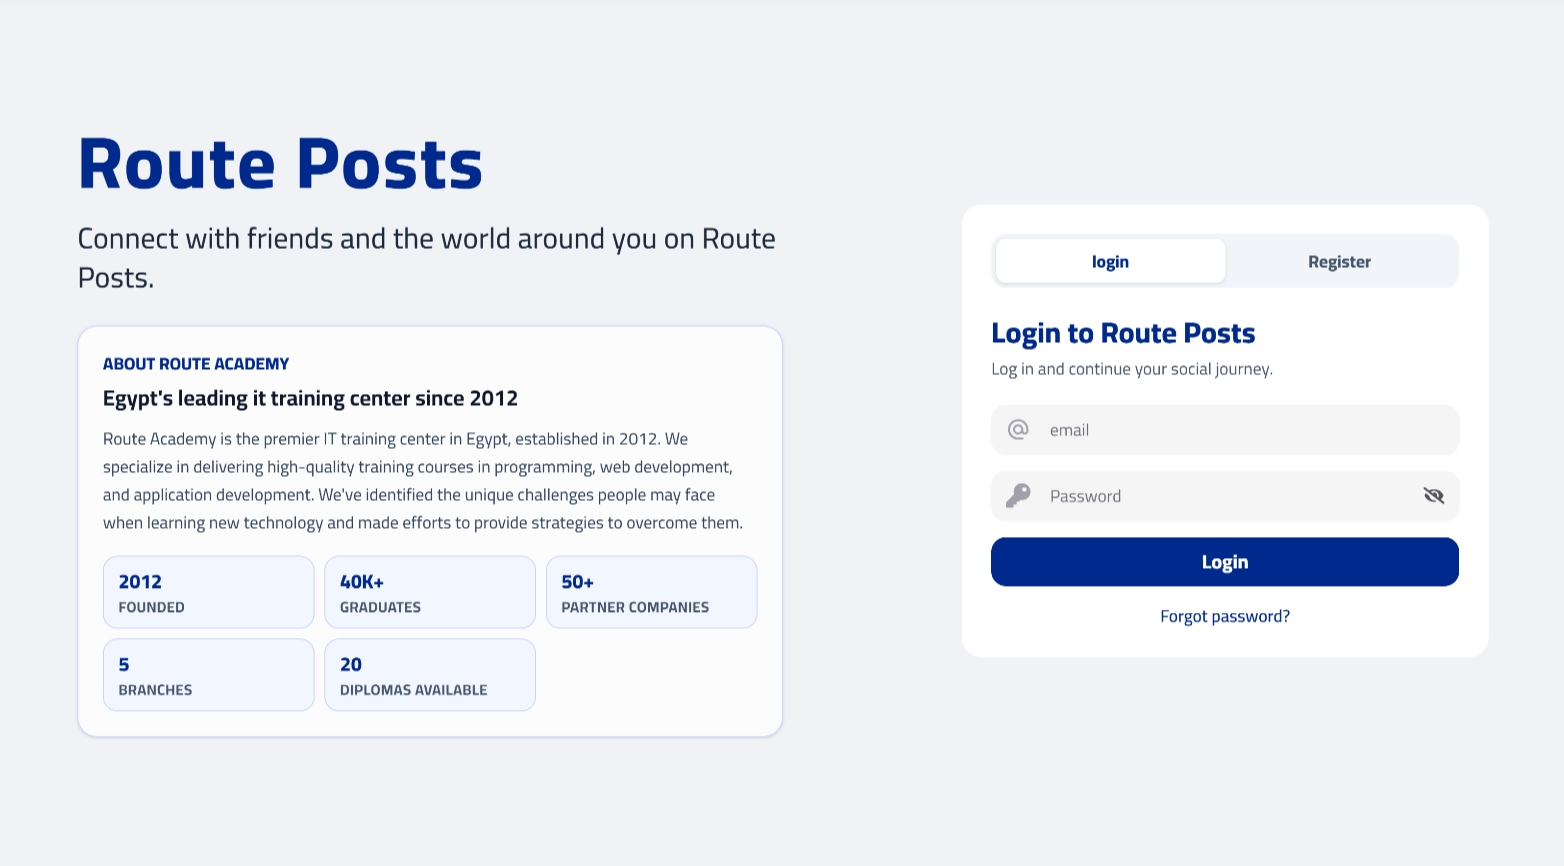 Route Posts
Connect with friends and the world around you on Route
Posts.
ABOUT ROUTE ACADEMY
Egypt's leading it training center since 2012
Route Academy is the premier IT training center in Egypt, established in 2012. We
specialize in delivering high-quality training courses in programming, web development,
and application development. We've identified the unique challenges people may face
when learning new technology and made efforts to provide strategies to overcome them.
2012
FOUNDED
40K+
GRADUATES
50+
PARTNER COMPANIES
5
BRANCHES
20
DIPLOMAS AVAILABLE
login
Register
Login to Route Posts
Log in and continue your social journey.
email
Password
Login
Forgot password?